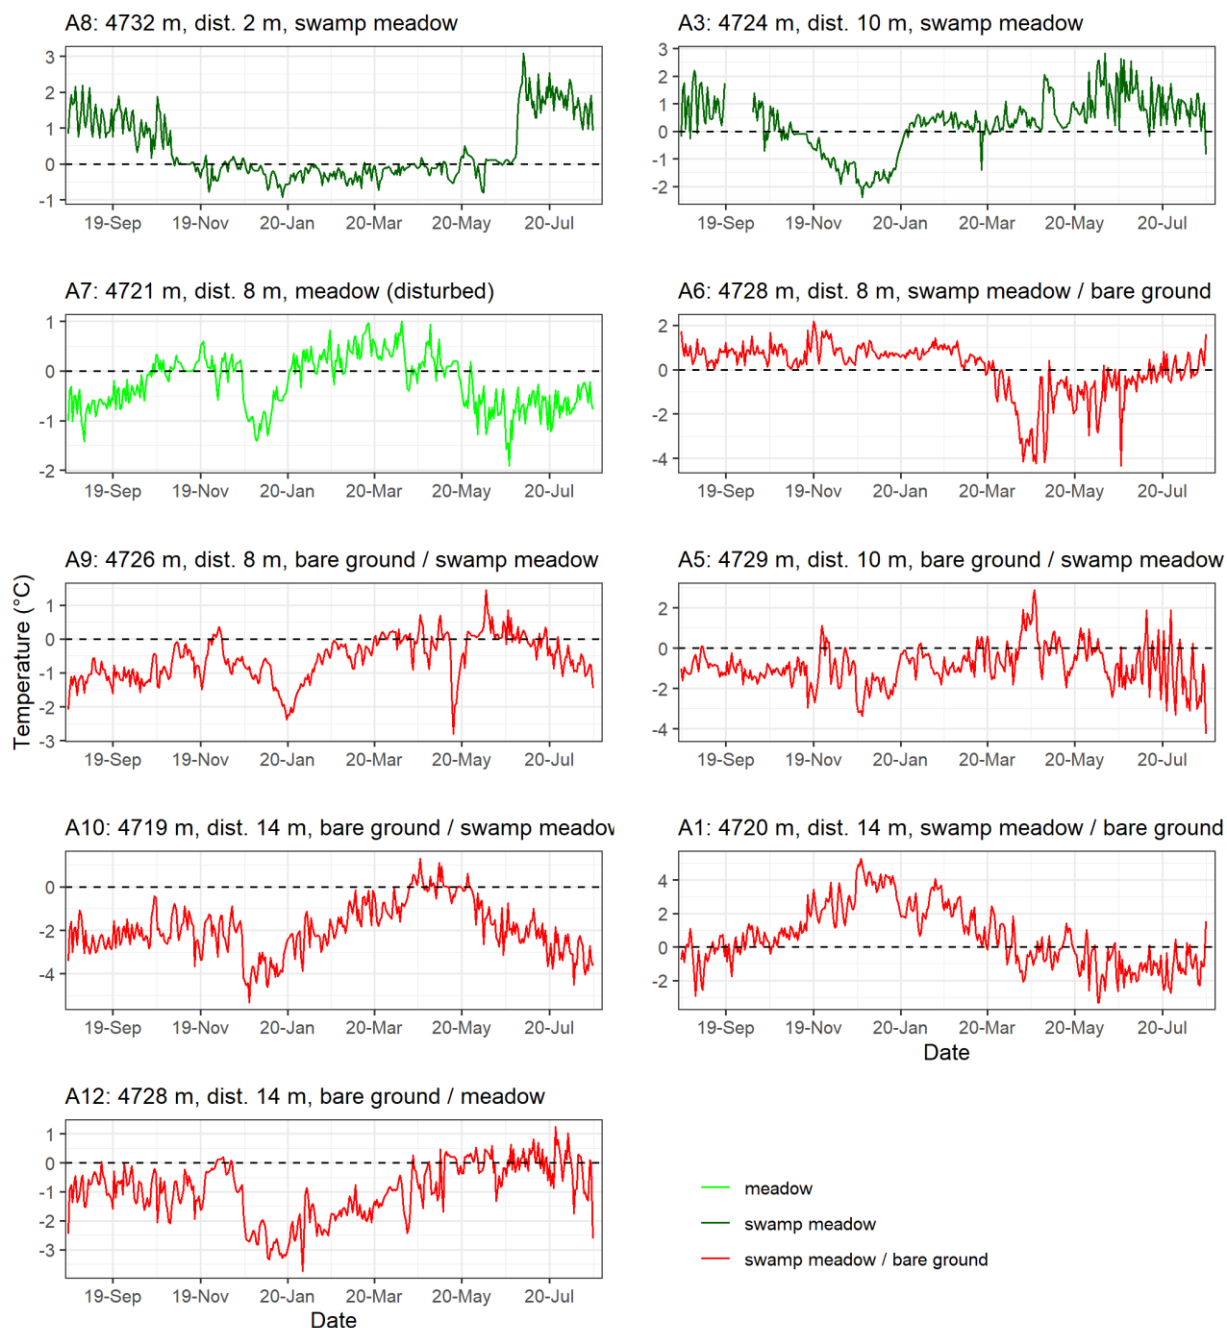 A8: 4732 m, dist. 2 m, swamp meadow
3
2
1
0
-1
19-Sep 19-Nov 20-Jan 20-Mar 20-May 20-Jul
A3: 4724 m, dist. 10 m, swamp meadow
3
2
1
0
-1
-2
19-Sep 19-Nov 20-Jan 20-Mar 20-May 20-Jul
A7: 4721 m, dist. 8 m, meadow (disturbed)
1
0
-1
-2
19-Sep 19-Nov 20-Jan 20-Mar 20-May 20-Jul
A6: 4728 m, dist. 8 m, swamp meadow / bare ground
2
0
-2
-4
19-Sep 19-Nov 20-Jan 20-Mar 20-May 20-Jul
Temperature (°C)
A9: 4726 m, dist. 8 m, bare ground / swamp meadow
1
0
-1
-2
-3
19-Sep 19-Nov 20-Jan 20-Mar 20-May 20-Jul
A5: 4729 m, dist. 10 m, bare ground / swamp meadow
2
0
-2
-4
19-Sep 19-Nov 20-Jan 20-Mar 20-May 20-Jul
A10: 4719 m, dist. 14 m, bare ground / swamp meadow
0
-2
-4
19-Sep 19-Nov 20-Jan 20-Mar 20-May 20-Jul
A1: 4720 m, dist. 14 m, swamp meadow / bare ground
4
2
0
-2
19-Sep 19-Nov 20-Jan 20-Mar 20-May 20-Jul
Date
A12: 4728 m, dist. 14 m, bare ground / meadow
1
0
-1
-2
-3
19-Sep 19-Nov 20-Jan 20-Mar 20-May 20-Jul
Date
meadow
swamp meadow
swamp meadow / bare ground